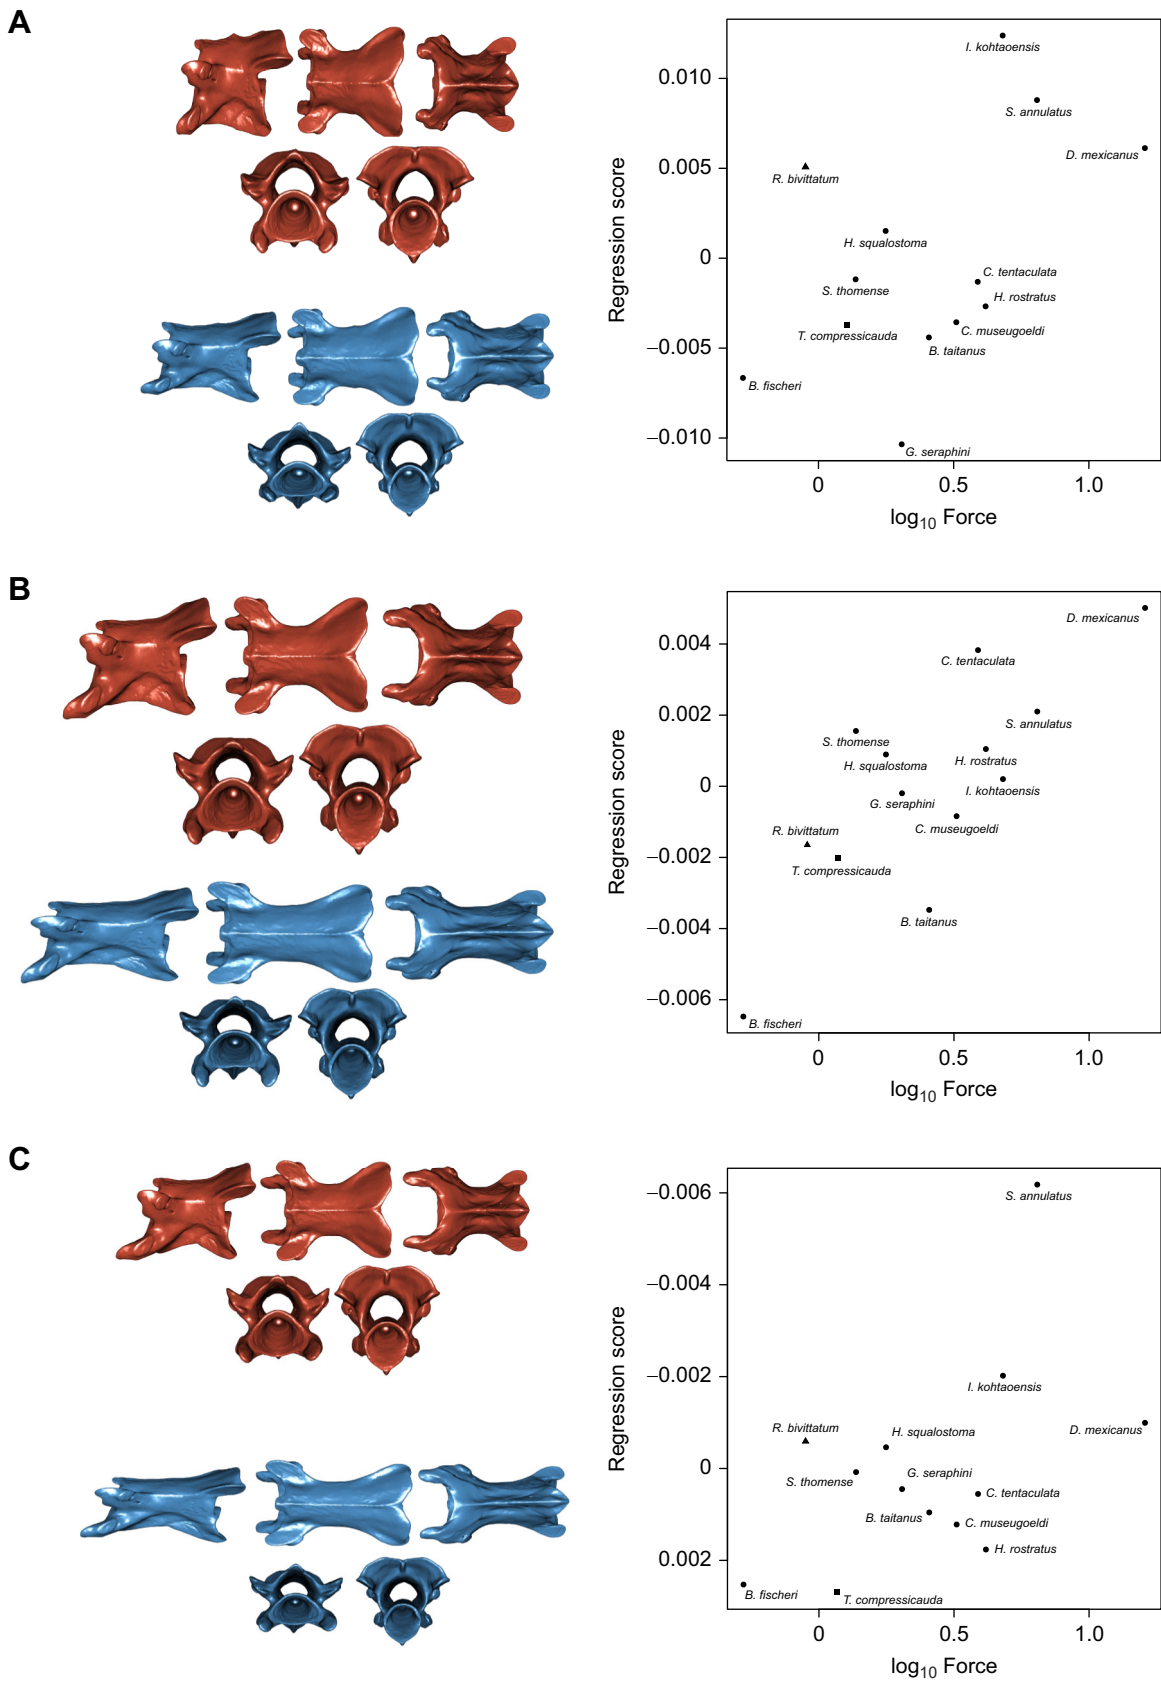 A
0.010
0.005
0
–0.005
–0.010
Regression score
I. kohtaoensis
S. annulatus
D. mexicanus
R. bivittatum
H. squalostoma
C. tentaculata
S. thomense
H. rostratus
C. museugoeldi
T. compressicauda
B. taitanus
B. fischeri
G. seraphini
0 0.5 1.0
log10 Force
B
0.004
0.002
0
–0.002
–0.004
–0.006
Regression score
D. mexicanus
C. tentaculata
S. annulatus
S. thomense
H. rostratus
H. squalostoma
I. kohtaoensis
G. seraphini
C. museugoeldi
R. bivittatum
T. compressicauda
B. taitanus
B. fischeri
0 0.5 1.0
log10 Force
C
–0.006
–0.004
–0.002
0
0.002
Regression score
S. annulatus
I. kohtaoensis
R. bivittatum
H. squalostoma
D. mexicanus
G. seraphini
S. thomense
C. tentaculata
B. taitanus
C. museugoeldi
H. rostratus
B. fischeri
T. compressicauda
0 0.5 1.0
log10 Force